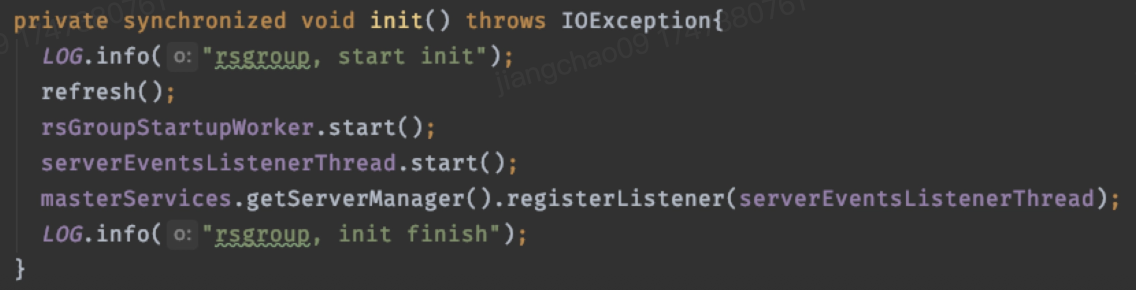 private synchronized void init() throws IOException{
LOG.info( o: "rsgroup, start init");
refresh();
rsGroupStartupWorker.start();
serverEventsListenerThread.start();
masterServices.getServerManager().registerListener(serverEventsListenerThread);
LOG.info( o: "rsgroup, init finish");
}